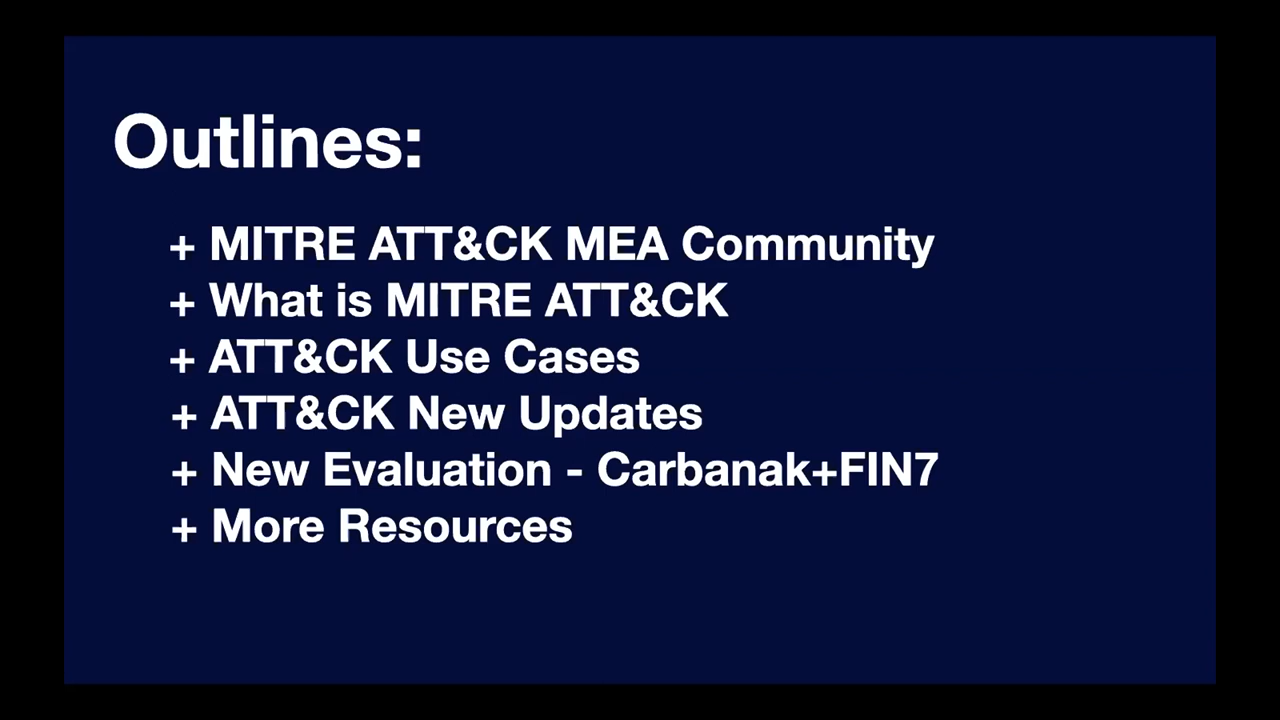 Outlines:
+ MITRE ATT&CK MEA Community
+ What is MITRE ATT&CK
+ ATT&CK Use Cases
+ ATT&CK New Updates
+ New Evaluation - Carbanak+FIN7
+ More Resources